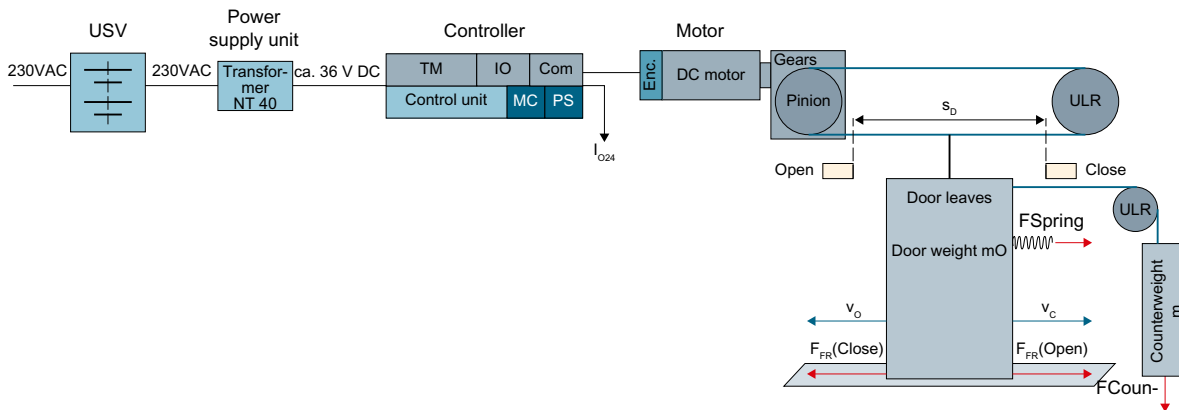 USV
Power
supply unit
Controller
Motor
230VAC
230VAC
Transfor-
mer
NT 40
ca. 36 V DC
TM
IO
Com
Control unit
MC
PS
I_O24
Enc.
DC motor
Gears
Pinion
ULR
s_D
Open
Close
Door leaves
Door weight mO
FSpring
ULR
Counterweight
v_O
v_C
F_FR(Close)
F_FR(Open)
FCoun-